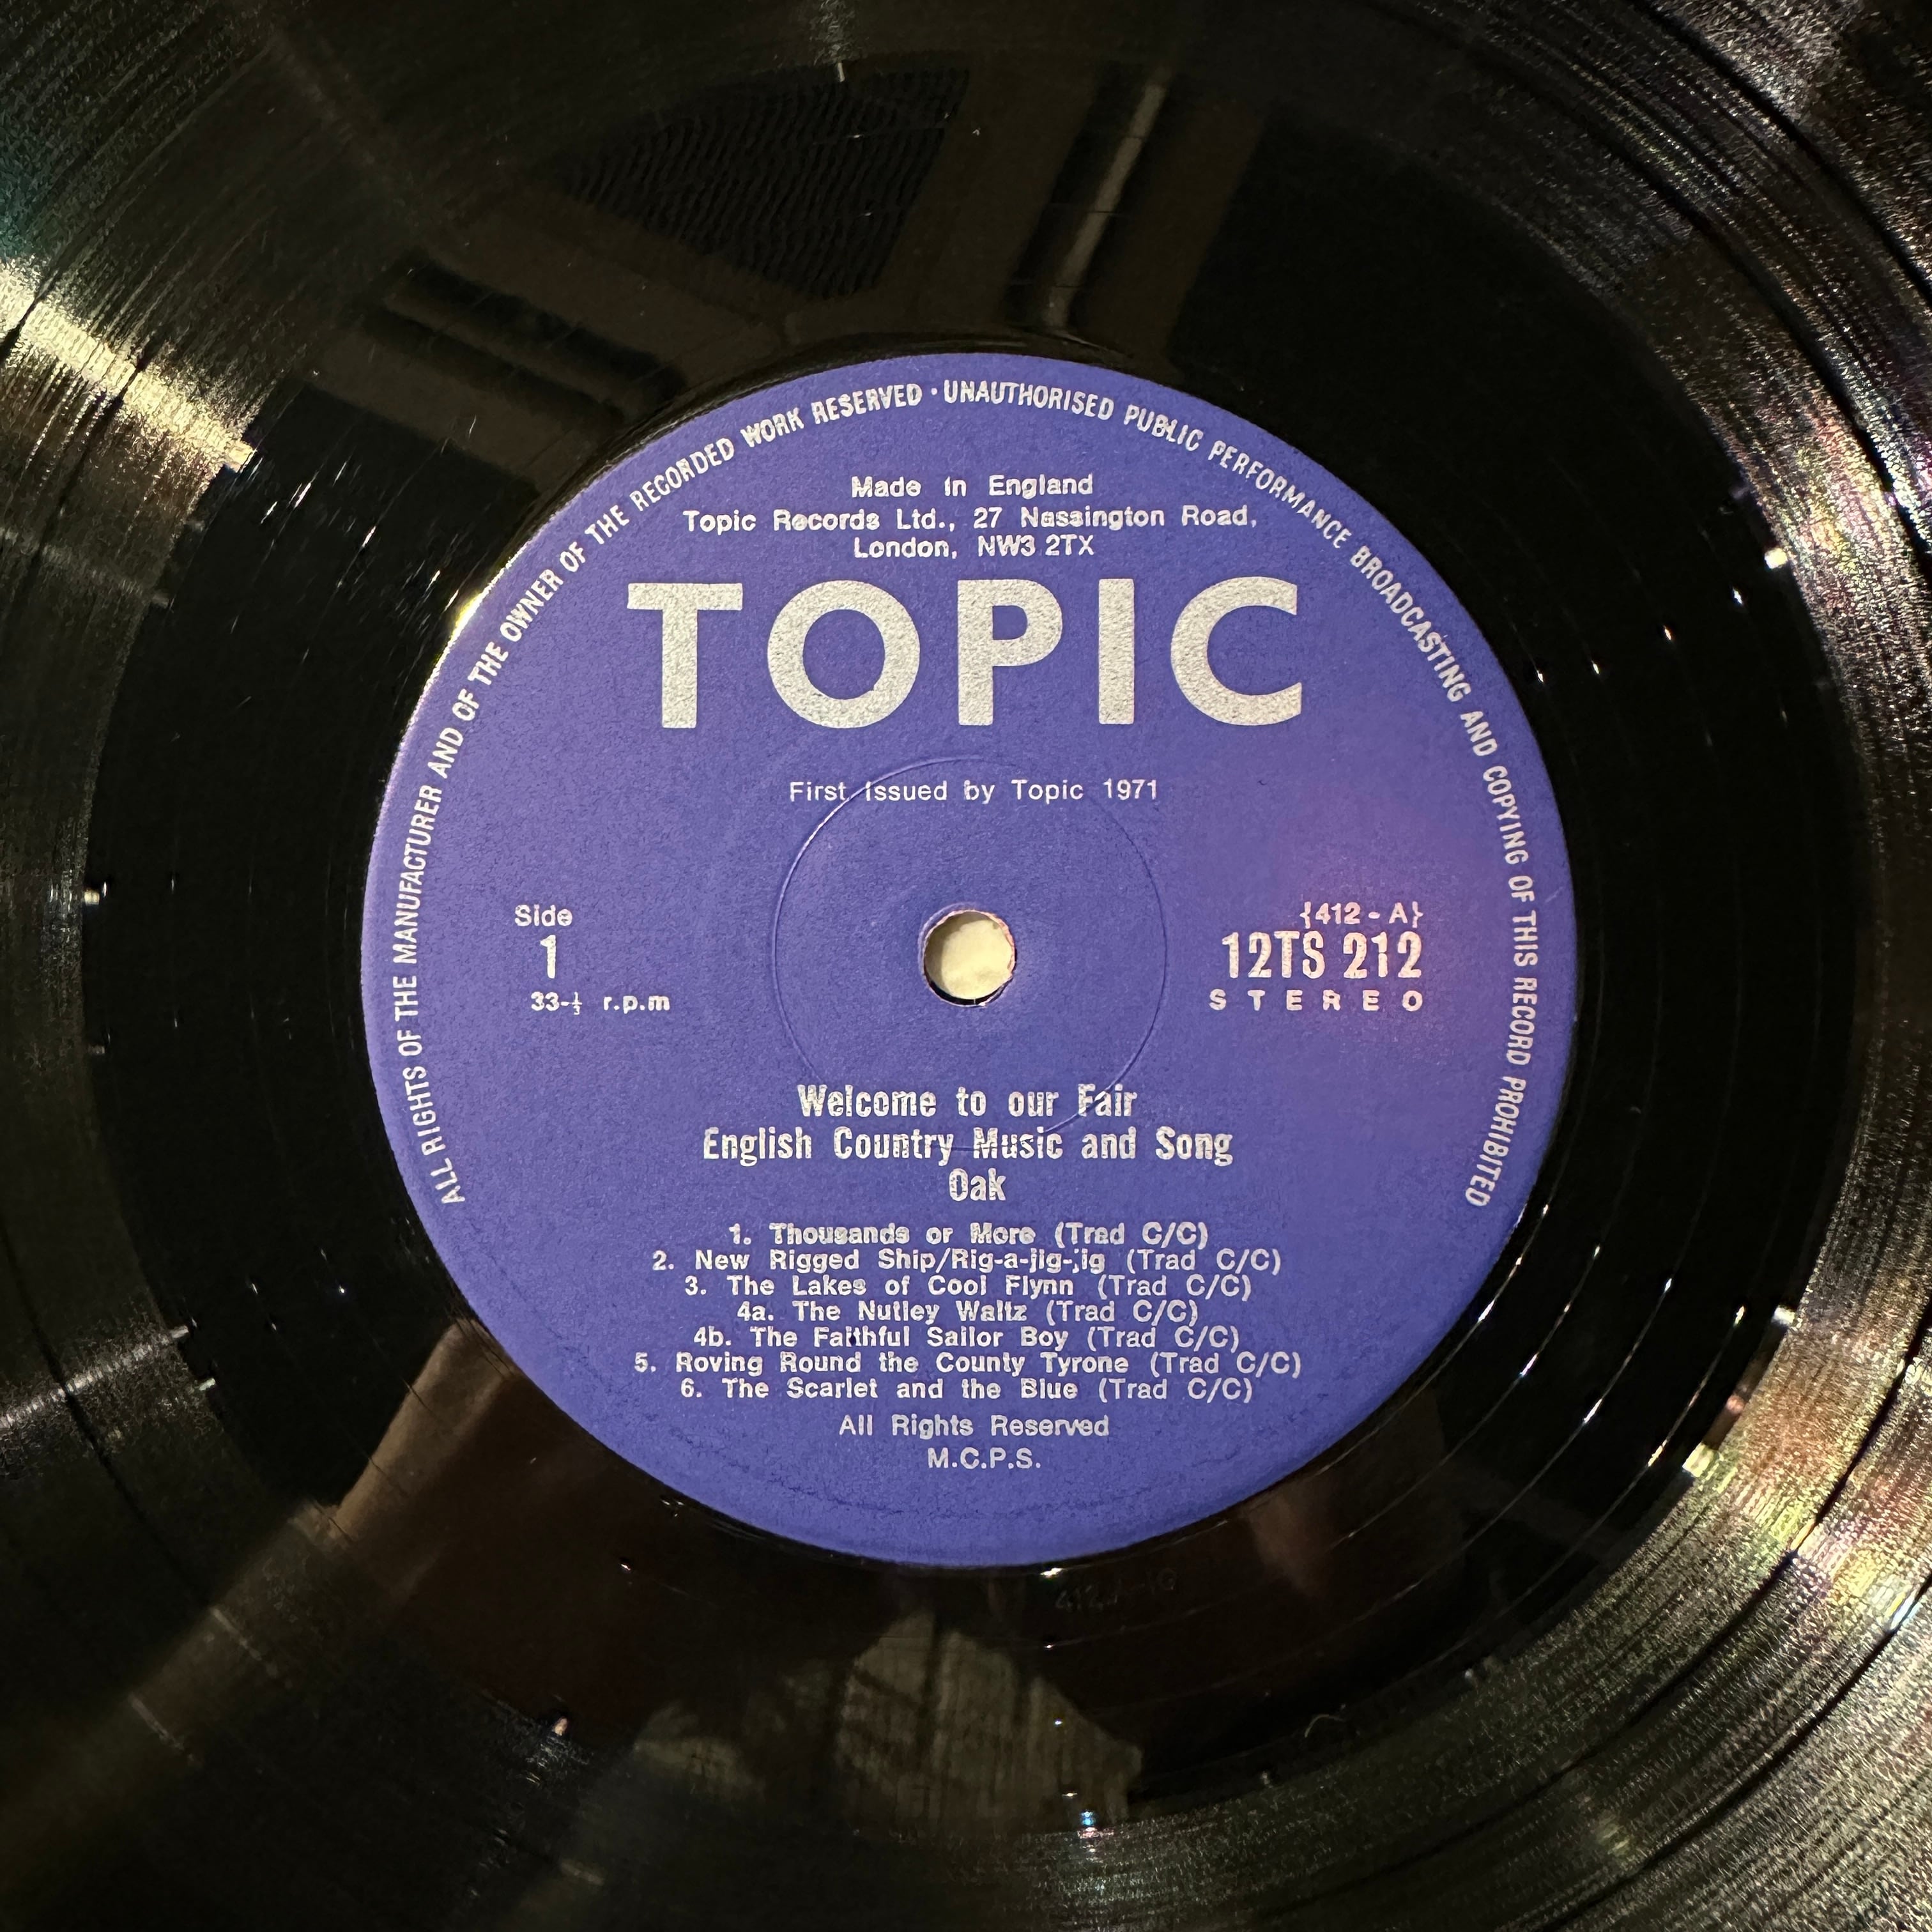 ALL RIGHTS OF THE MANUFACTURER AND OF THE OWNER OF THE RECORDED WORK RESERVED · UNAUTHORISED PUBLIC PERFORMANCE BROADCASTING AND COPYING OF THIS RECORD PROHIBITED
Made in England
Topic Records Ltd., 27 Nassington Road,
London, NW3 2TX
TOPIC
First issued by Topic 1971
Side
1
33-⅓ r.p.m
{412 - A}
12TS 212
STEREO
Welcome to our Fair
English Country Music and Song
Oak
1. Thousands or More (Trad C/C)
2. New Rigged Ship/Rig-a-jig-jig (Trad C/C)
3. The Lakes of Cool Flynn (Trad C/C)
4a. The Nutley Waltz (Trad C/C)
4b. The Faithful Sailor Boy (Trad C/C)
5. Roving Round the County Tyrone (Trad C/C)
6. The Scarlet and the Blue (Trad C/C)
All Rights Reserved
M.C.P.S.